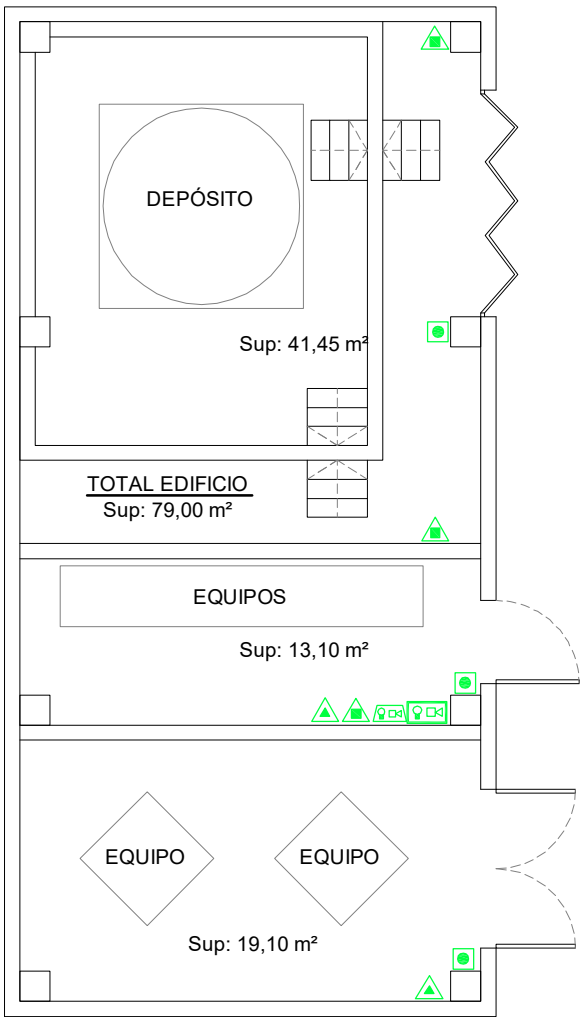 DEPÓSITO
Sup: 41,45 m²
TOTAL EDIFICIO
Sup: 79,00 m²
EQUIPOS
Sup: 13,10 m²
EQUIPO
EQUIPO
Sup: 19,10 m²